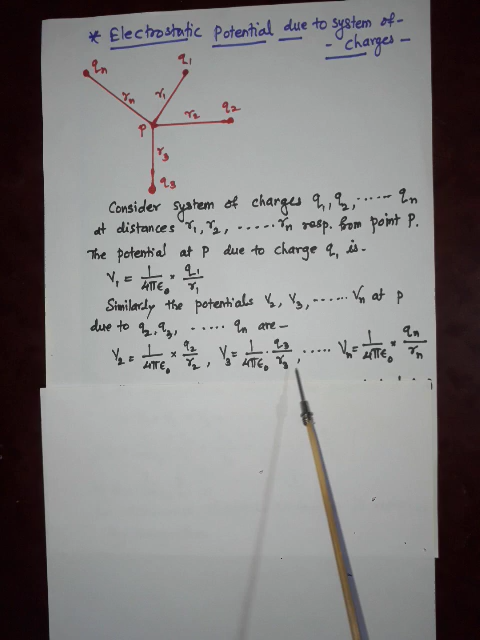 * Electrostatic Potential due to system of-
- charges -
qn
q1
rn
r1
P
r2
q2
r3
q3
Consider system of charges q1, q2, ...... qn
at distances r1, r2, ...... rn resp. from point P.
The potential at P due to charge q1 is -
V1 = 1/4πε0 × q1/r1
Similarly the potentials V2, V3, ...... Vn at P
due to q2, q3, ...... qn are -
V2 = 1/4πε0 × q2/r2 , V3 = 1/4πε0 . q3/r3 , ..... Vn = 1/4πε0 × qn/rn